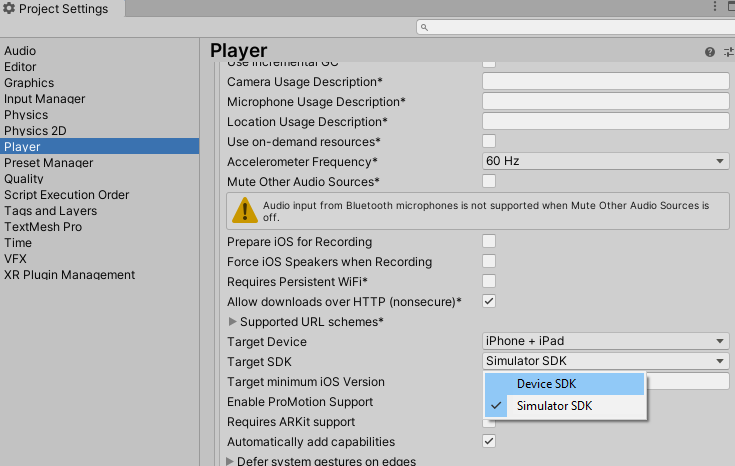 Project Settings
Audio
Editor
Graphics
Input Manager
Physics
Physics 2D
Player
Preset Manager
Quality
Script Execution Order
Tags and Layers
TextMesh Pro
Time
VFX
XR Plugin Management
Player
Use incremental GC
Camera Usage Description*
Microphone Usage Description*
Location Usage Description*
Use on-demand resources*
Accelerometer Frequency* 60 Hz
Mute Other Audio Sources*
Audio input from Bluetooth microphones is not supported when Mute Other Audio Sources is
off.
Prepare iOS for Recording
Force iOS Speakers when Recording
Requires Persistent WiFi*
Allow downloads over HTTP (nonsecure)*
Supported URL schemes*
Target Device iPhone + iPad
Target SDK Simulator SDK
Target minimum iOS Version Device SDK
Enable ProMotion Support Simulator SDK
Requires ARKit support
Automatically add capabilities
Defer system gestures on edges